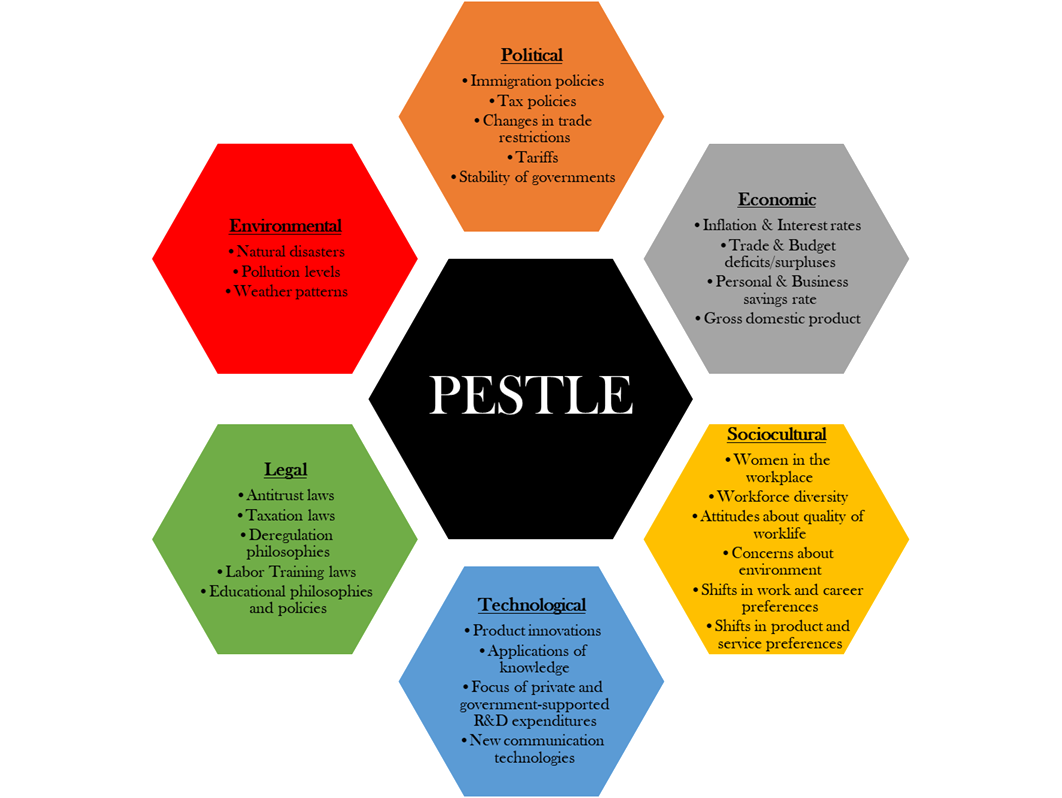 Political
• Immigration policies
• Tax policies
• Changes in trade
restrictions
• Tariffs
• Stability of governments
Economic
• Inflation & Interest rates
• Trade & Budget
deficits/surpluses
• Personal & Business
savings rate
• Gross domestic product
Environmental
• Natural disasters
• Pollution levels
• Weather patterns
PESTLE
Sociocultural
• Women in the
workplace
• Workforce diversity
• Attitudes about quality of
worklife
• Concerns about
environment
• Shifts in work and career
preferences
• Shifts in product and
service preferences
Legal
• Antitrust laws
• Taxation laws
• Deregulation
philosophies
• Labor Training laws
• Educational philosophies
and policies
Technological
• Product innovations
• Applications of
knowledge
• Focus of private and
government-supported
R&D expenditures
• New communication
technologies